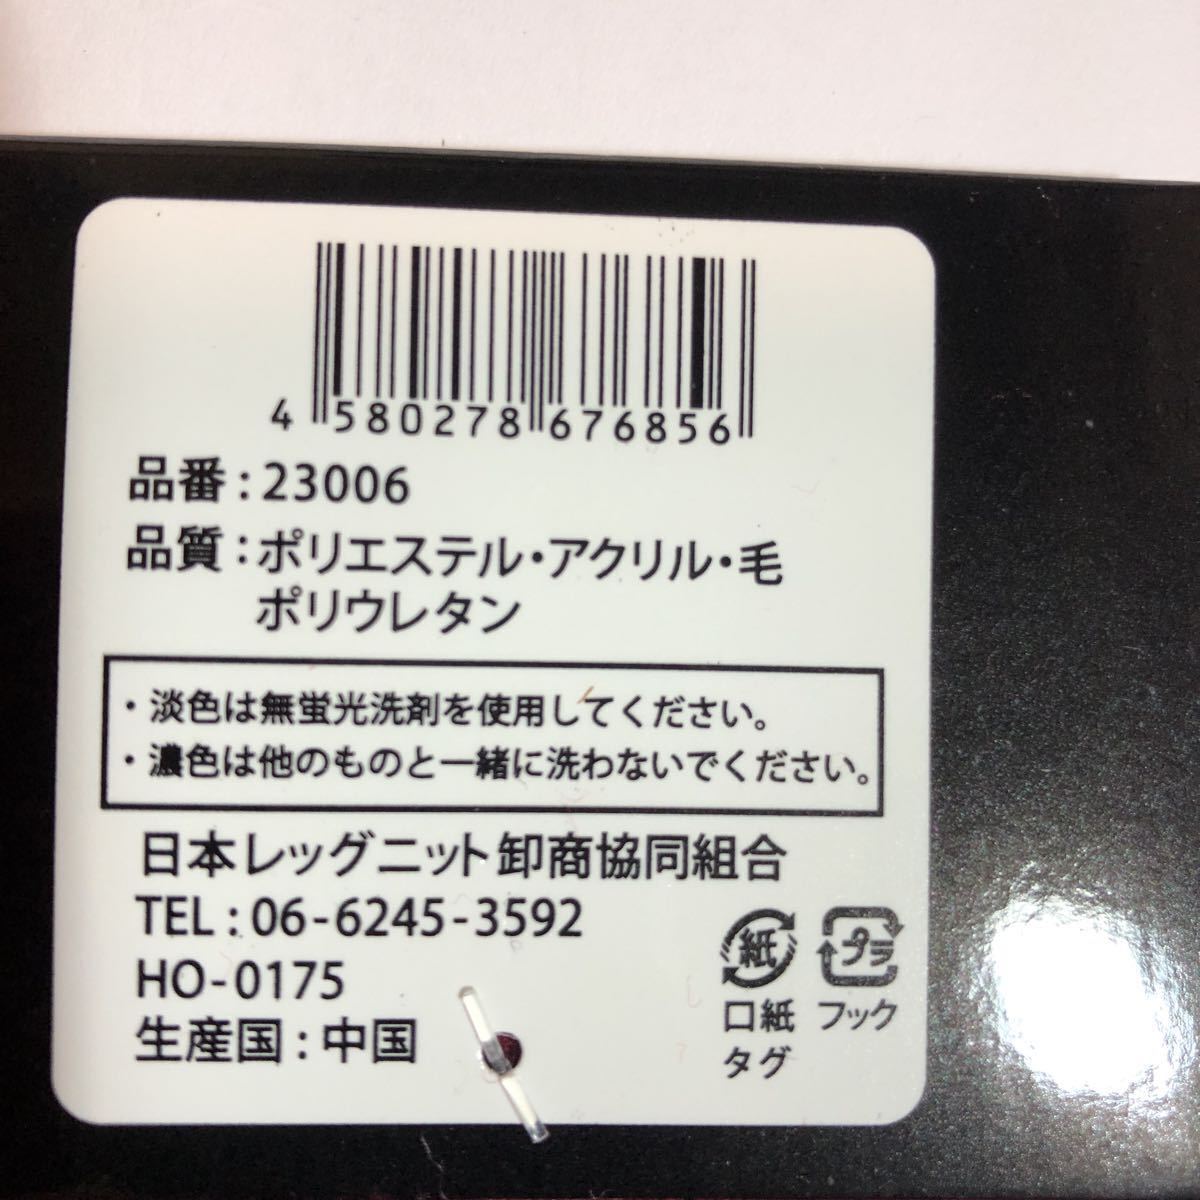 4 580278 676856
品番：23006
品質：ポリエステル・アクリル・毛
ポリウレタン
・淡色は無蛍光洗剤を使用してください。
・濃色は他のものと一緒に洗わないでください。
日本レッグニット卸商協同組合
TEL：06-6245-3592
HO-0175
生産国：中国
紙 プラ
口紙 フック
タグ